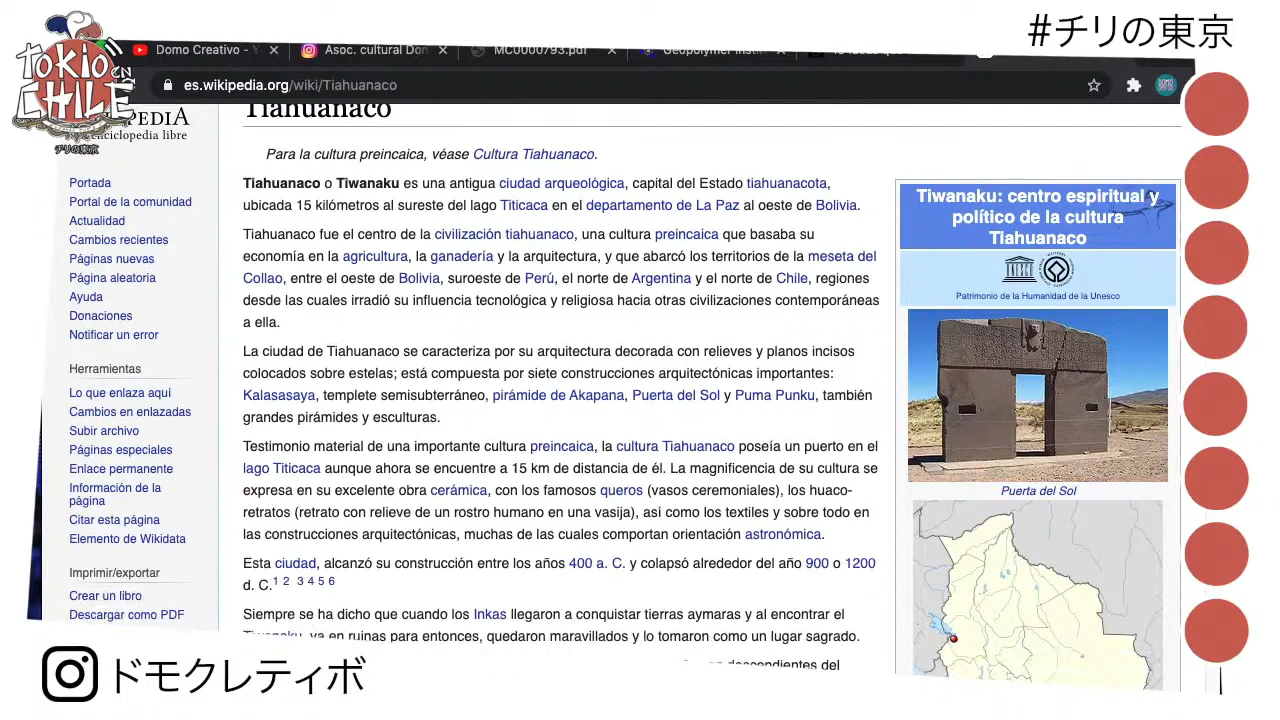 #チリの東京
TOKIO
EN
CHILE
チリの東京
Domo Creativo - Y
Asoc. cultural Dom
MC0000793.pdf
es.wikipedia.org/wiki/Tiahuanaco
PEDIA
enciclopedia libre
Portada
Portal de la comunidad
Actualidad
Cambios recientes
Páginas nuevas
Página aleatoria
Ayuda
Donaciones
Notificar un error
Herramientas
Lo que enlaza aquí
Cambios en enlazadas
Subir archivo
Páginas especiales
Enlace permanente
Información de la
página
Citar esta página
Elemento de Wikidata
Imprimir/exportar
Crear un libro
Descargar como PDF
Tiahuanaco
Para la cultura preincaica, véase Cultura Tiahuanaco.
Tiahuanaco o Tiwanaku es una antigua ciudad arqueológica, capital del Estado tiahuanacota,
ubicada 15 kilómetros al sureste del lago Titicaca en el departamento de La Paz al oeste de Bolivia.
Tiahuanaco fue el centro de la civilización tiahuanaco, una cultura preincaica que basaba su
economía en la agricultura, la ganadería y la arquitectura, y que abarcó los territorios de la meseta del
Collao, entre el oeste de Bolivia, suroeste de Perú, el norte de Argentina y el norte de Chile, regiones
desde las cuales irradió su influencia tecnológica y religiosa hacia otras civilizaciones contemporáneas
a ella.
La ciudad de Tiahuanaco se caracteriza por su arquitectura decorada con relieves y planos incisos
colocados sobre estelas; está compuesta por siete construcciones arquitectónicas importantes:
Kalasasaya, templete semisubterráneo, pirámide de Akapana, Puerta del Sol y Puma Punku, también
grandes pirámides y esculturas.
Testimonio material de una importante cultura preincaica, la cultura Tiahuanaco poseía un puerto en el
lago Titicaca aunque ahora se encuentre a 15 km de distancia de él. La magnificencia de su cultura se
expresa en su excelente obra cerámica, con los famosos queros (vasos ceremoniales), los huaco-
retratos (retrato con relieve de un rostro humano en una vasija), así como los textiles y sobre todo en
las construcciones arquitectónicas, muchas de las cuales comportan orientación astronómica.
Esta ciudad, alcanzó su construcción entre los años 400 a. C. y colapsó alrededor del año 900 o 1200
d. C.1 2 3 4 5 6
Siempre se ha dicho que cuando los Inkas llegaron a conquistar tierras aymaras y al encontrar el
Tiwanaku, ya en ruinas para entonces, quedaron maravillados y lo tomaron como un lugar sagrado.
descendientes del
Tiwanaku: centro espiritual y
político de la cultura
Tiahuanaco
UNESCO
Patrimonio de la Humanidad de la Unesco
Puerta del Sol
ドモクレティボ